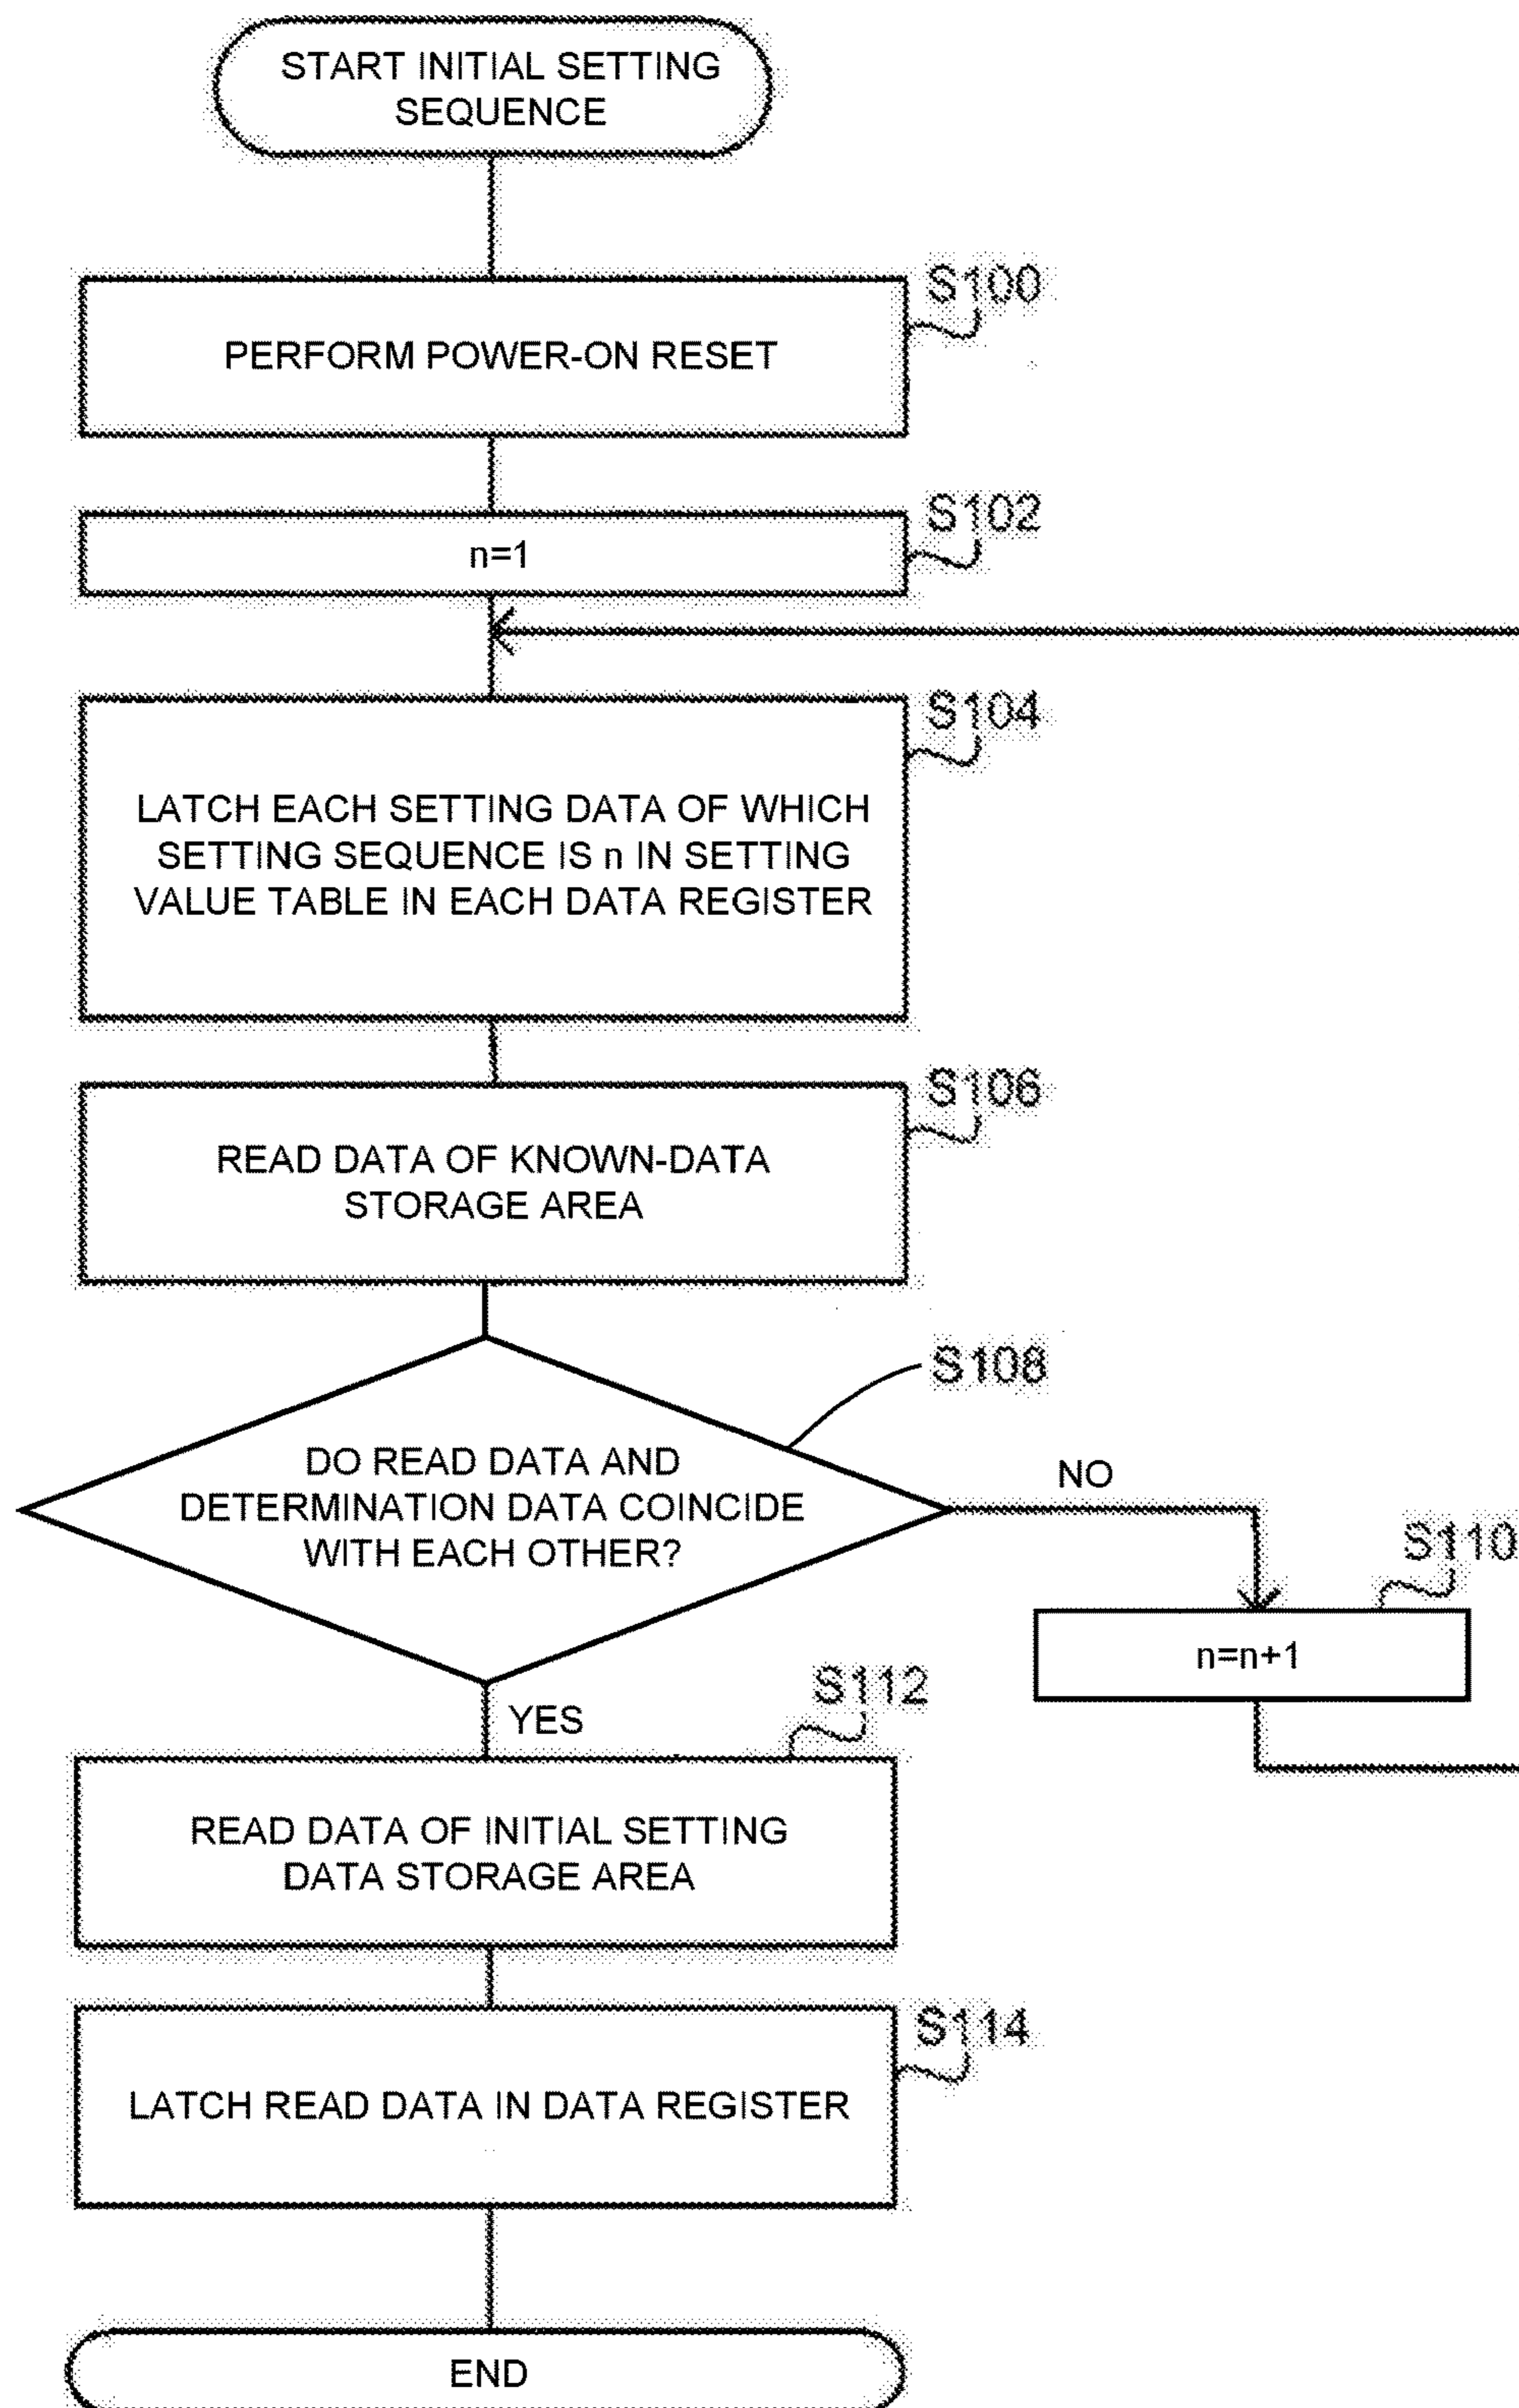 START INITIAL SETTING
SEQUENCE
S100
PERFORM POWER-ON RESET
S102
n=1
S104
LATCH EACH SETTING DATA OF WHICH
SETTING SEQUENCE IS n IN SETTING
VALUE TABLE IN EACH DATA REGISTER
S106
READ DATA OF KNOWN-DATA
STORAGE AREA
S108
DO READ DATA AND
DETERMINATION DATA COINCIDE
WITH EACH OTHER?
NO
S110
n=n+1
YES
S112
READ DATA OF INITIAL SETTING
DATA STORAGE AREA
S114
LATCH READ DATA IN DATA REGISTER
END